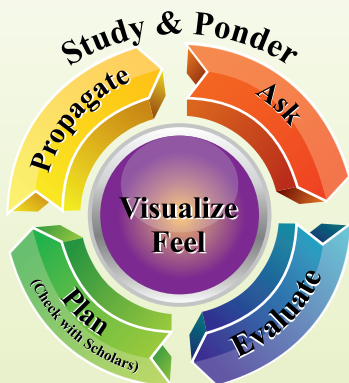 Study & Ponder
Propagate
Ask
Visualize
Feel
Plan
(Check with Scholars)
Evaluate